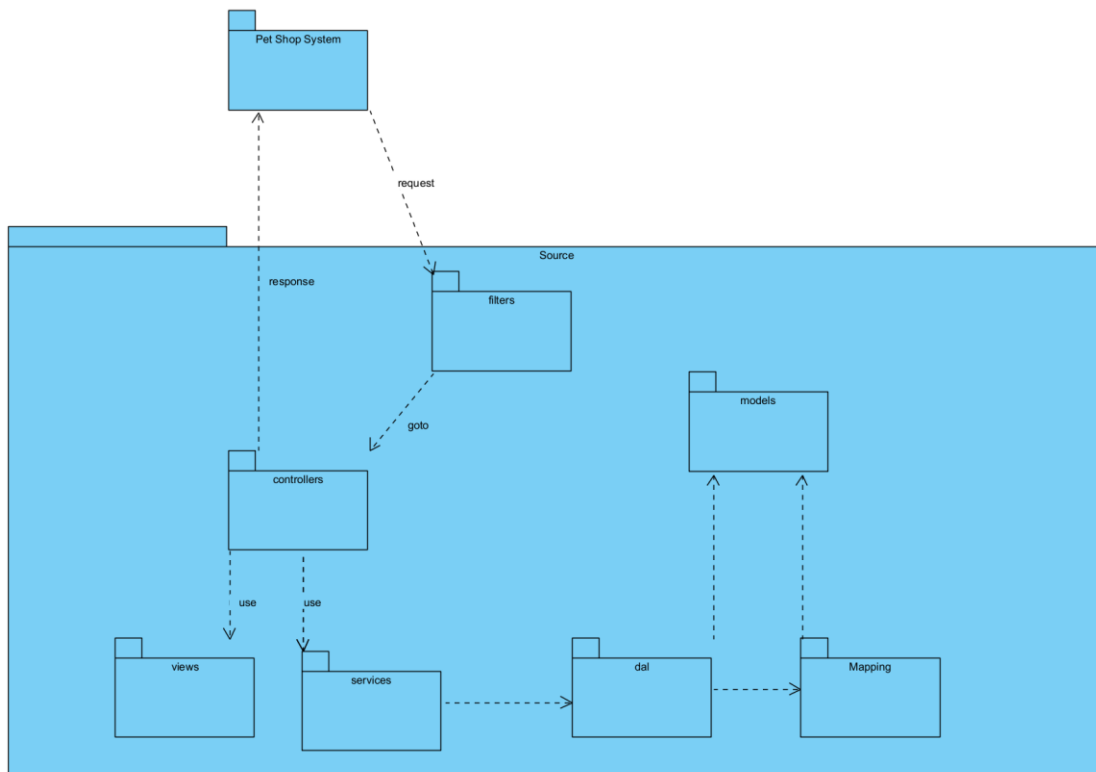 Pet Shop System
request
Source
response
filters
goto
models
controllers
use
use
views
services
dal
Mapping